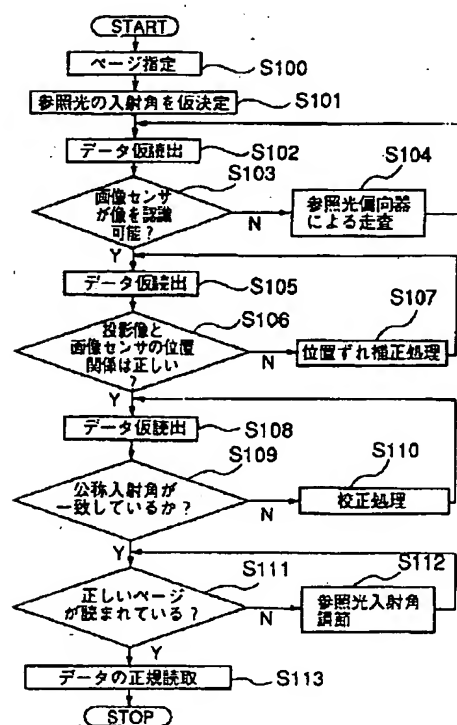 START
ページ指定
S100
参照光の入射角を仮決定
S101
データ仮読出
S102
S103
S104
画像センサ
が像を認識
可能?
N
参照光偏向器
による走査
Y
データ仮読出
S105
S106
S107
投影像と
画像センサの位置
関係は正しい
?
N
位置ずれ補正処理
Y
データ仮読出
S108
S109
S110
公称入射角が
一致しているか?
N
校正処理
Y
S111
S112
正しいページ
が読まれている?
N
参照光入射角
調節
Y
データの正規読取
S113
STOP